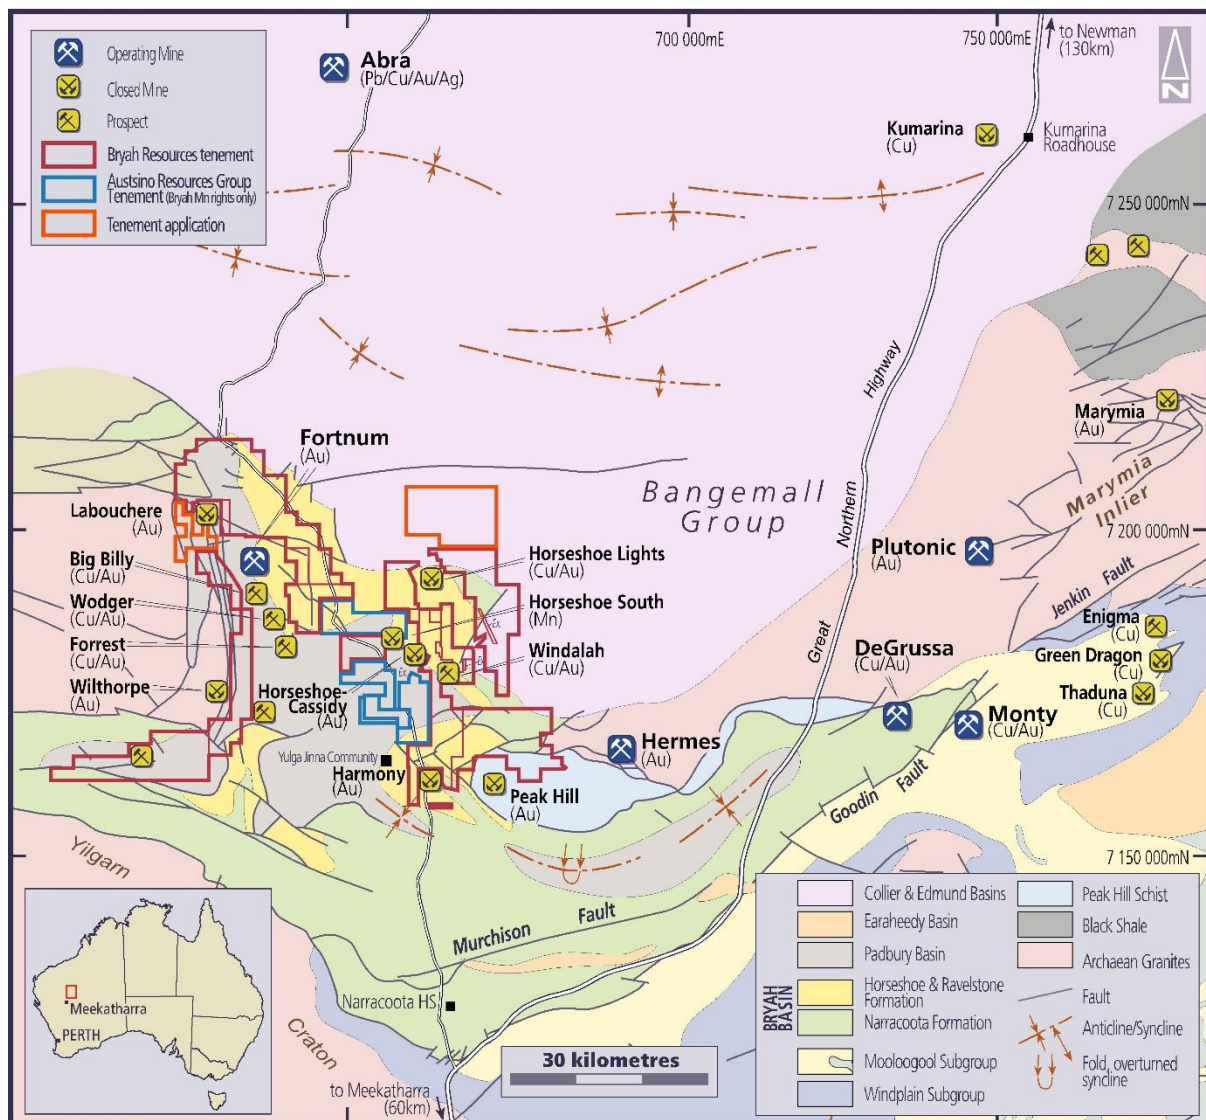 Operating Mine
Closed Mine
Prospect
Bryah Resources tenement
Austsino Resources Group
Tenement (Bryah Mn rights only)
Tenement application
Abra
(Pb/Cu/Au/Ag)
700 000mE
750 000mE
to Newman
(130km)
N
Kumarina
(Cu)
Kumarina
Roadhouse
7 250 000mN
Great Northern Highway
Marymia
(Au)
Marymia
Inlier
Fortnum
(Au)
Bangemall
Group
Labouchere
(Au)
7 200 000mN
Big Billy
(Cu/Au)
Horseshoe Lights
(Cu/Au)
Plutonic
(Au)
Wodger
(Cu/Au)
Horseshoe South
(Mn)
Jenkin Fault
Ex
Enigma
(Cu)
Forrest
(Cu/Au)
Windalah
(Cu/Au)
Ex
DeGrussa
(Cu/Au)
Green Dragon
(Cu)
Wilthorpe
(Au)
Horseshoe-
Cassidy
(Au)
Ex
Thaduna
(Cu)
Monty
(Cu/Au)
Hermes
(Au)
Yulga Jinna Community
Harmony
(Au)
Peak Hill
(Au)
Goodin Fault
Yilgarn
Craton
7 150 000mN
Murchison Fault
Narracoota HS
30 kilometres
to Meekatharra
(60km)
Meekatharra
PERTH
Collier & Edmund Basins
Earaheedy Basin
Padbury Basin
BRYAH
BASIN
Horseshoe & Ravelstone
Formation
Narracoota Formation
Mooloogool Subgroup
Windplain Subgroup
Peak Hill Schist
Black Shale
Archaean Granites
Fault
Anticline/Syncline
Fold, overturned
syncline